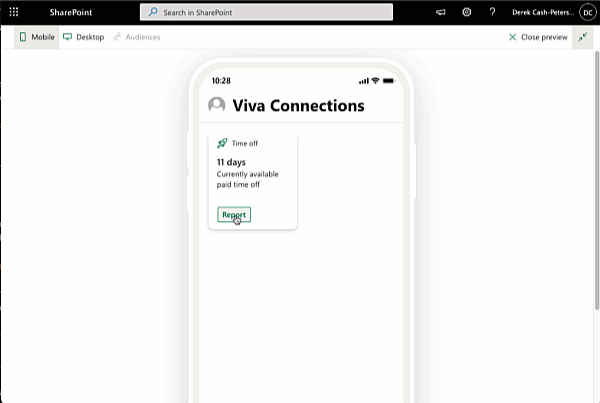 SharePoint
Search in SharePoint
?
Derek Cash-Peters...
DC
Mobile
Desktop
Audiences
Close preview
10:28
Viva Connections
Time off
11 days
Currently available
paid time off
Report